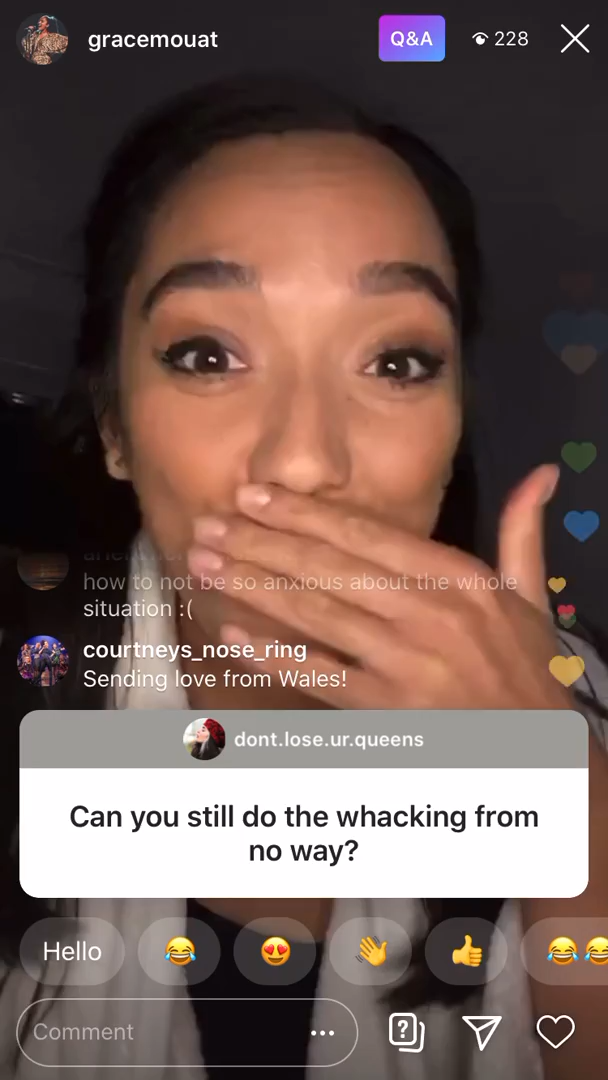 gracemouat
Q&A
228
how to not be so anxious about the whole
situation :(
courtneys_nose_ring
Sending love from Wales!
dont.lose.ur.queens
Can you still do the whacking from
no way?
Hello
Comment